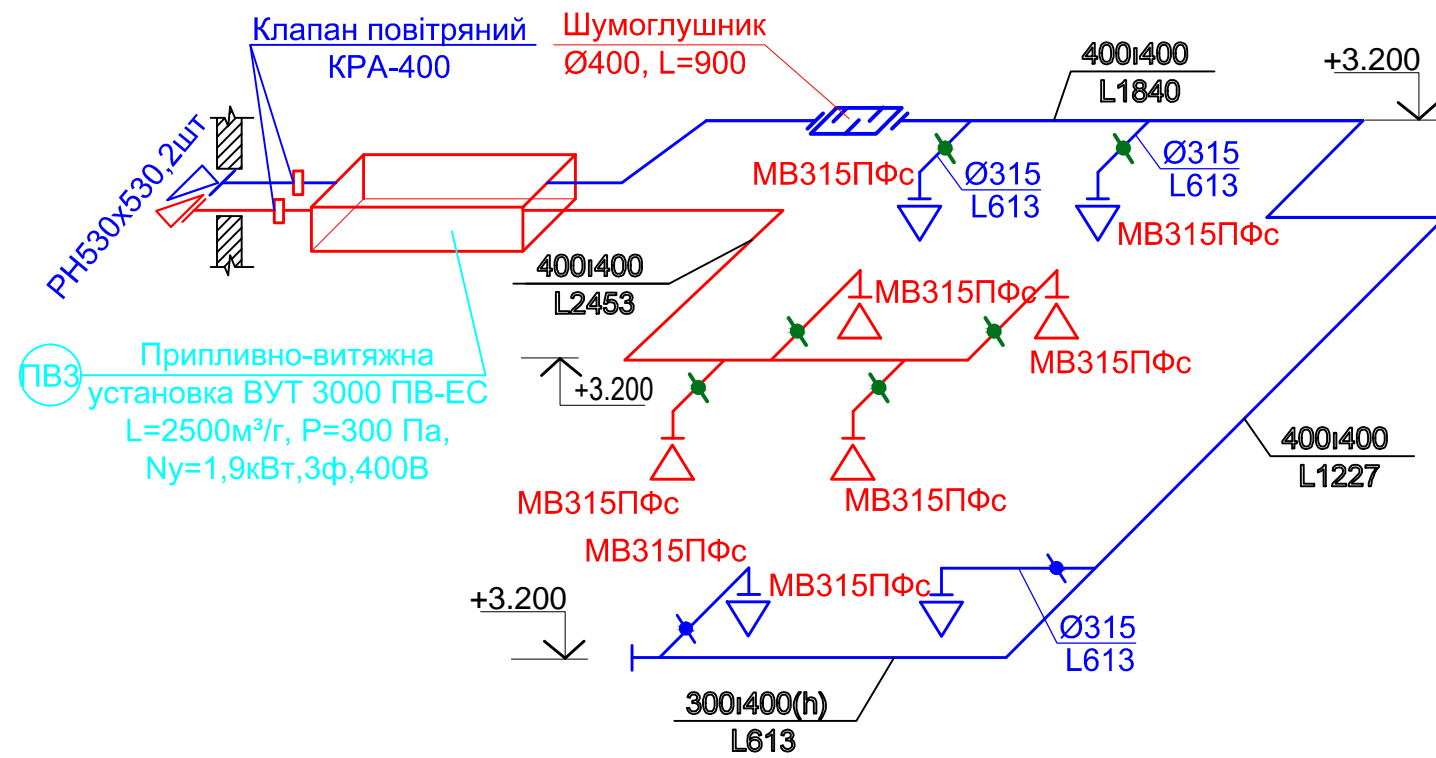 Клапан повітряний
КРА-400
Шумоглушник
Ø400, L=900
400x400
L1840
+3.200
РН530х530,2шт
МВ315ПФс
Ø315
L613
Ø315
L613
МВ315ПФс
400x400
L2453
МВ315ПФс
МВ315ПФс
+3.200
ПВ3
Припливно-витяжна
установка ВУТ 3000 ПВ-ЕС
L=2500м³/г, Р=300 Па,
Nу=1,9кВт,3ф,400В
МВ315ПФс
МВ315ПФс
400x400
L1227
МВ315ПФс
МВ315ПФс
+3.200
Ø315
L613
300x400(h)
L613